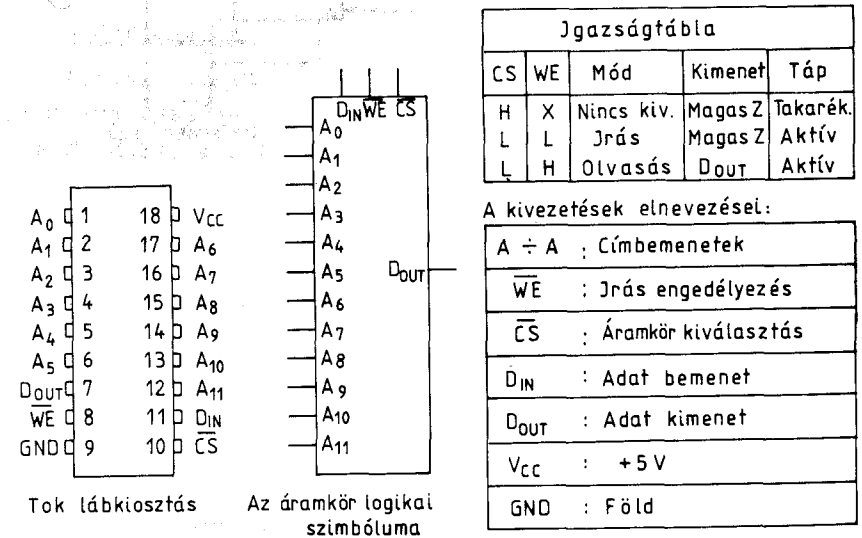 Jgazságtábla
CS WE Mód Kimenet Táp
H X Nincs kiv. Magas Z Takarék.
L L Jrás Magas Z Aktív
L H Olvasás DOUT Aktív
DIN WE CS
A0
A1
A2
A3
A4
A5
A6
A7
A8
A9
A10
A11
DOUT
A0 1 18 VCC
A1 2 17 A6
A2 3 16 A7
A3 4 15 A8
A4 5 14 A9
A5 6 13 A10
DOUT 7 12 A11
WE 8 11 DIN
GND 9 10 CS
Tok lábkiosztás
Az áramkör logikai
szimbóluma
A kivezetések elnevezései:
A ÷ A : Címbemenetek
WE : Jrás engedélyezés
CS : Áramkör kiválasztás
DIN : Adat bemenet
DOUT : Adat kimenet
VCC : +5 V
GND : Föld